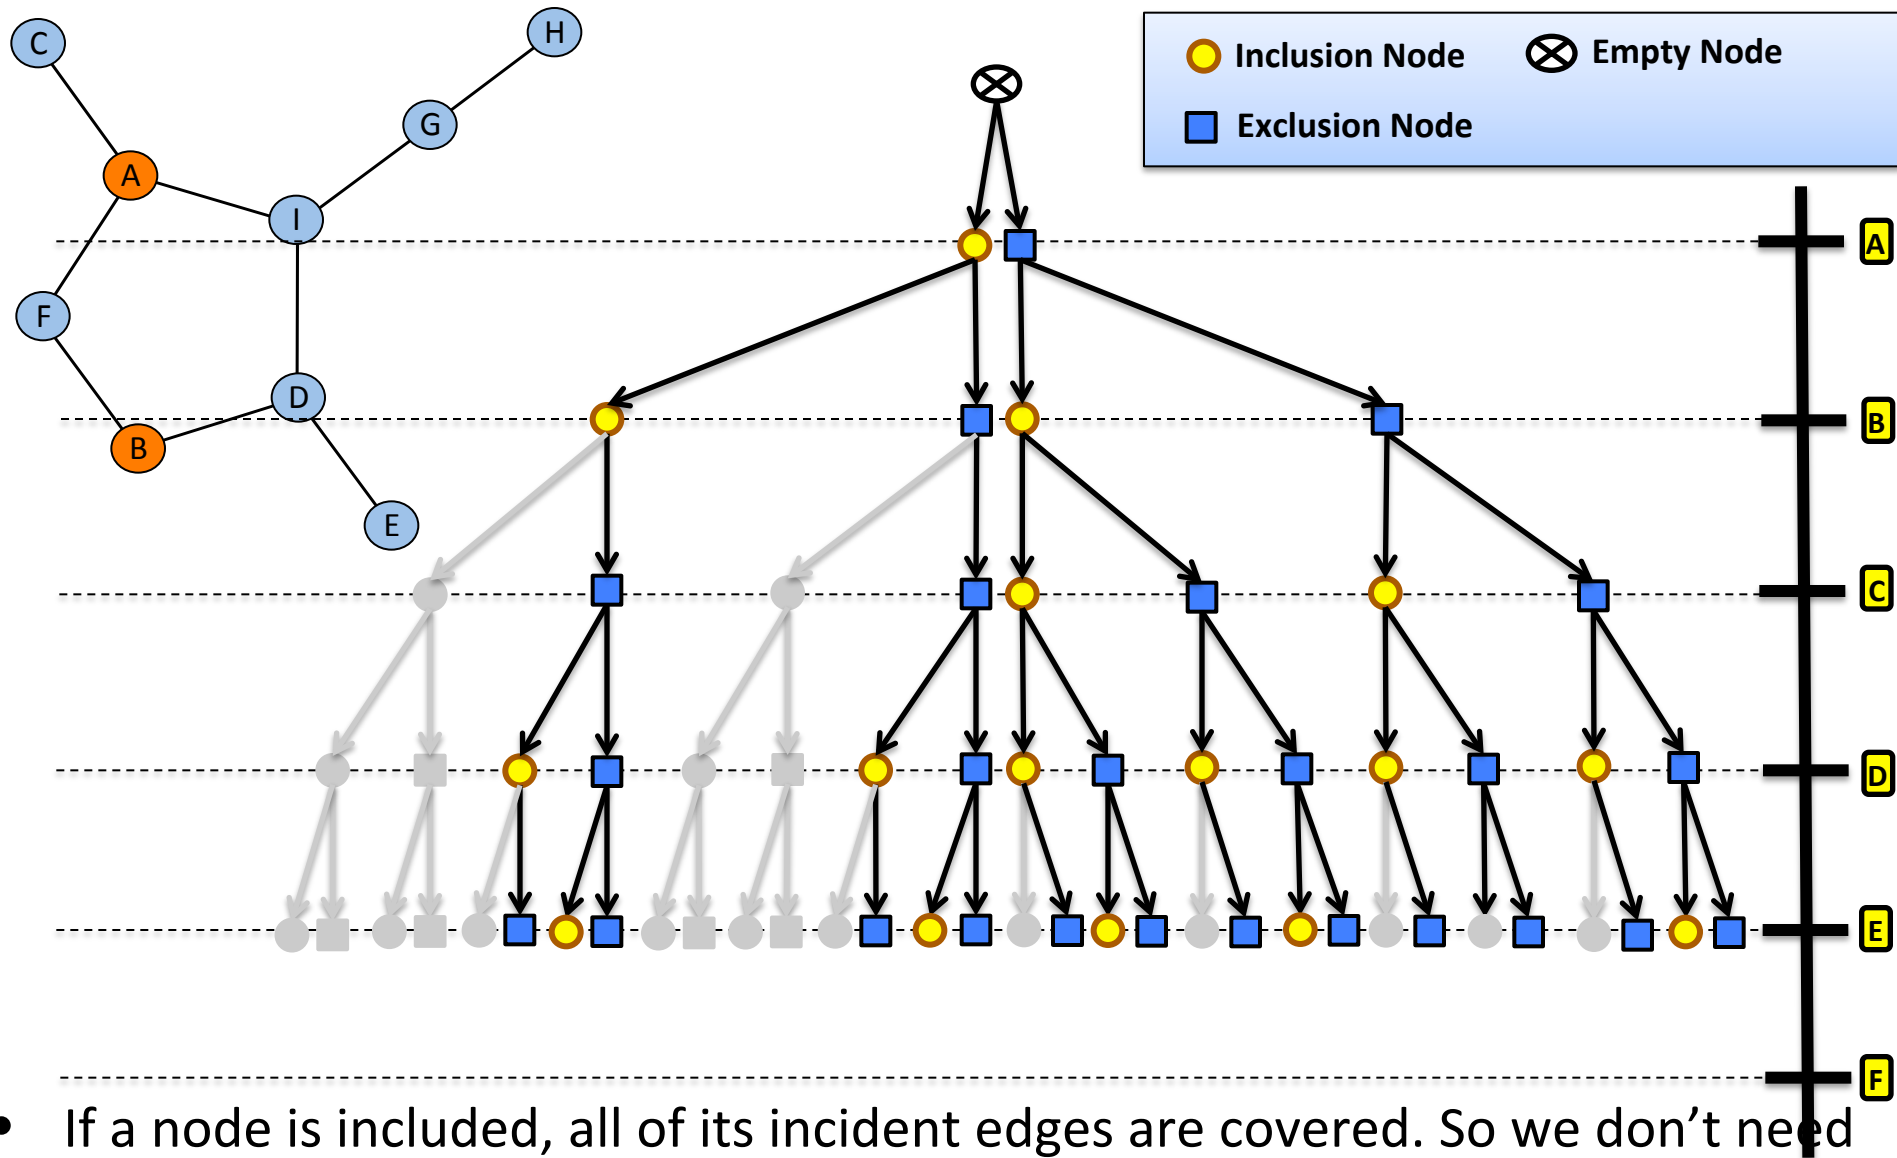 C
H
G
A
I
F
D
B
E
Inclusion Node
Empty Node
Exclusion Node
A
B
C
D
E
F
• If a node is included, all of its incident edges are covered. So we don’t need